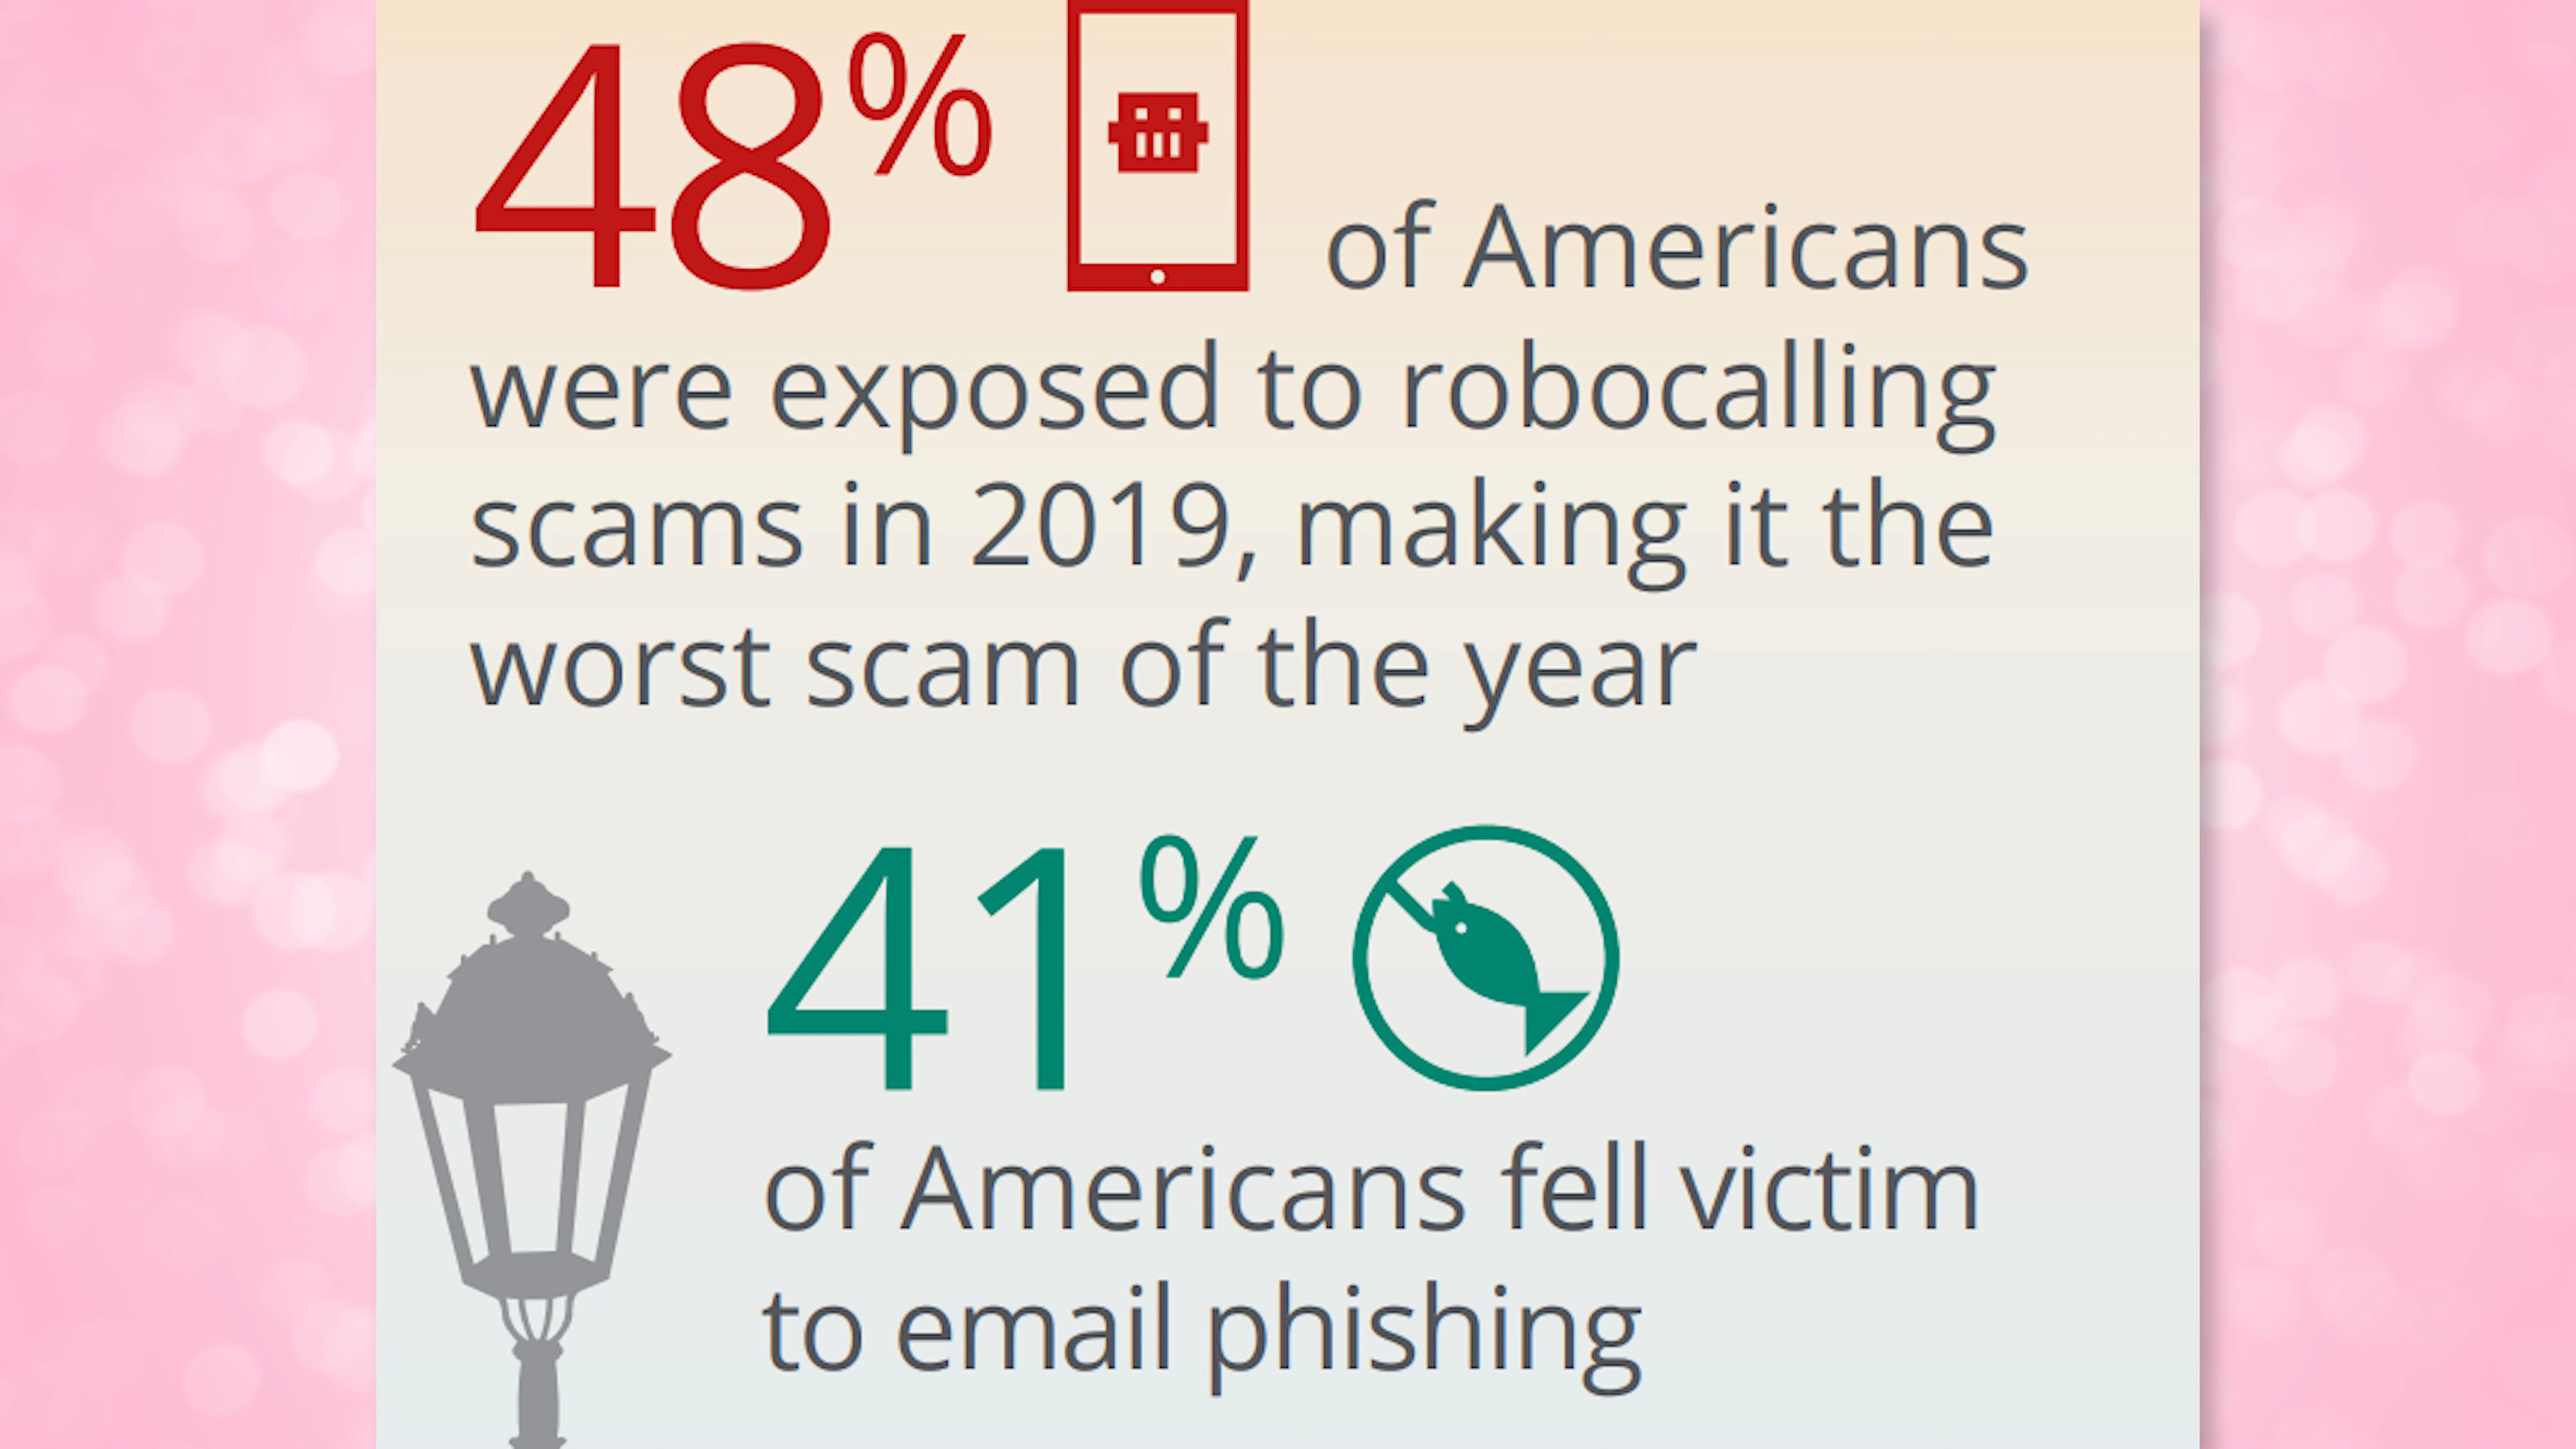 48% of Americans
were exposed to robocalling
scams in 2019, making it the
worst scam of the year
41%
of Americans fell victim
to email phishing